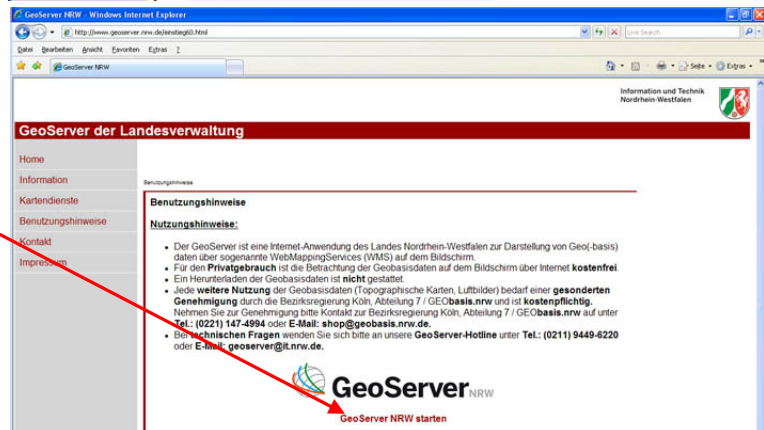 GeoServer NRW - Windows Internet Explorer
http://www.geoserver.nrw.de/einstieg60.html
Live Search
Datei Bearbeiten Ansicht Favoriten Extras ?
GeoServer NRW
Seite Extras
Information und Technik
Nordrhein-Westfalen
GeoServer der Landesverwaltung
Home
Information
Kartendienste
Benutzungshinweise
Kontakt
Impressum
Benutzungshinweise
Benutzungshinweise
Nutzungshinweise:
• Der GeoServer ist eine Internet-Anwendung des Landes Nordrhein-Westfalen zur Darstellung von Geo(-basis)
daten über sogenannte WebMappingServices (WMS) auf dem Bildschirm.
• Für den Privatgebrauch ist die Betrachtung der Geobasisdaten auf dem Bildschirm über Internet kostenfrei.
• Ein Herunterladen der Geobasisdaten ist nicht gestattet.
• Jede weitere Nutzung der Geobasisdaten (Topographische Karten, Luftbilder) bedarf einer gesonderten
Genehmigung durch die Bezirksregierung Köln, Abteilung 7 / GEObasis.nrw und ist kostenpflichtig.
Nehmen Sie zur Genehmigung bitte Kontakt zur Bezirksregierung Köln, Abteilung 7 / GEObasis.nrw auf unter
Tel.: (0221) 147-4994 oder E-Mail: shop@geobasis.nrw.de.
• Bei technischen Fragen wenden Sie sich bitte an unsere GeoServer-Hotline unter Tel.: (0211) 9449-6220
oder E-Mail: geoserver@it.nrw.de.
GeoServer NRW
GeoServer NRW starten